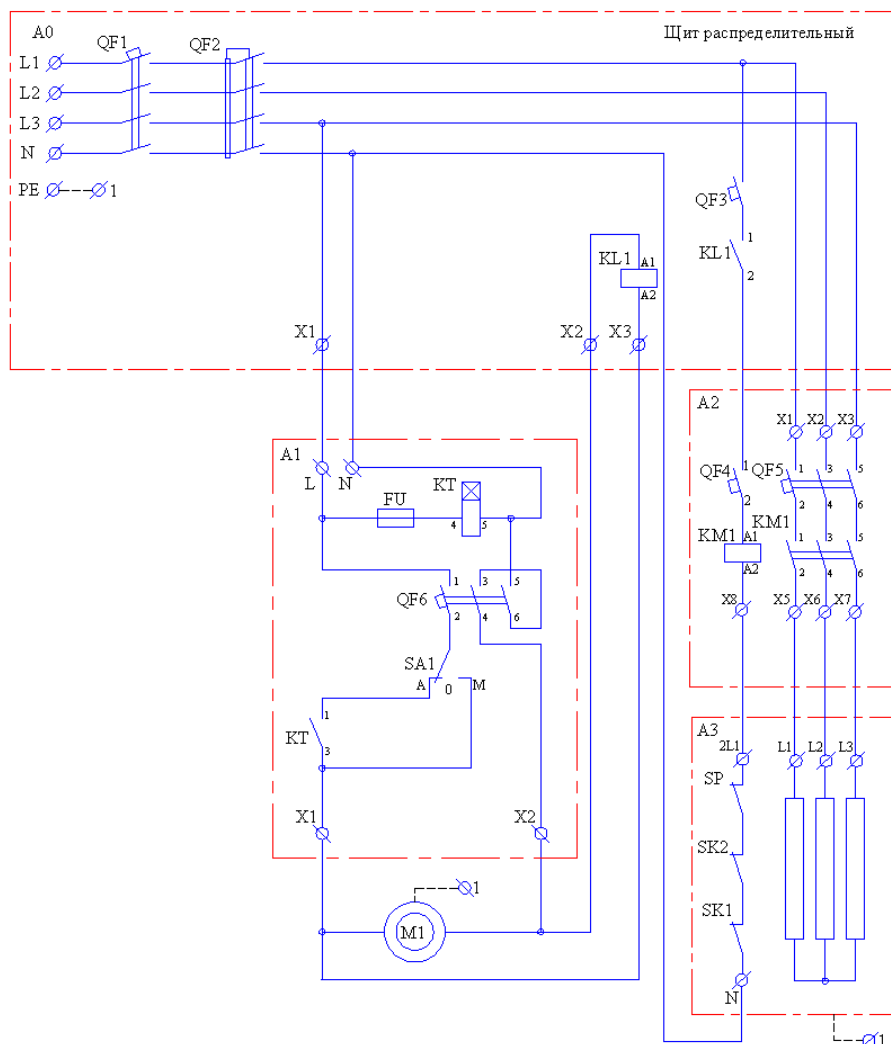 Щит распределительный
A0
QF1
QF2
L1
L2
L3
N
PE
1
QF3
KL1
1
2
KL1
A1
A2
X1
X2
X3
A2
X1
X2
X3
QF4
1
2
QF5
1
3
5
2
4
6
KM1
A1
A2
KM1
1
3
5
2
4
6
X8
X5
X6
X7
A1
L
N
FU
KT
4
5
QF6
1
3
5
2
4
6
SA1
A
0
M
KT
1
3
X1
X2
1
M1
A3
2L1
L1
L2
L3
SP
SK2
SK1
N
1